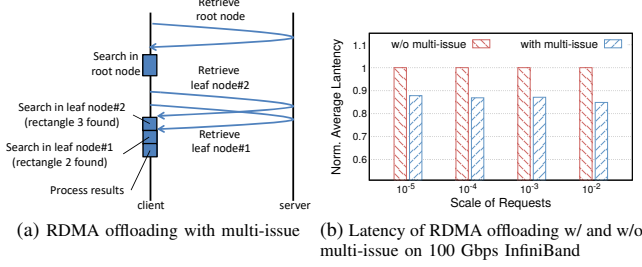 Retrieve
root node
Search in
root node
Retrieve
leaf node#2
Search in leaf node#2
(rectangle 3 found)
Search in leaf node#1
(rectangle 2 found)
Retrieve
leaf node#1
Process results
client
server
(a) RDMA offloading with multi-issue
w/o multi-issue
with multi-issue
Norm. Average Lantency
1.1
1
0.9
0.8
0.7
0.6
10-5
10-4
10-3
10-2
Scale of Requests
(b) Latency of RDMA offloading w/ and w/o
multi-issue on 100 Gbps InfiniBand